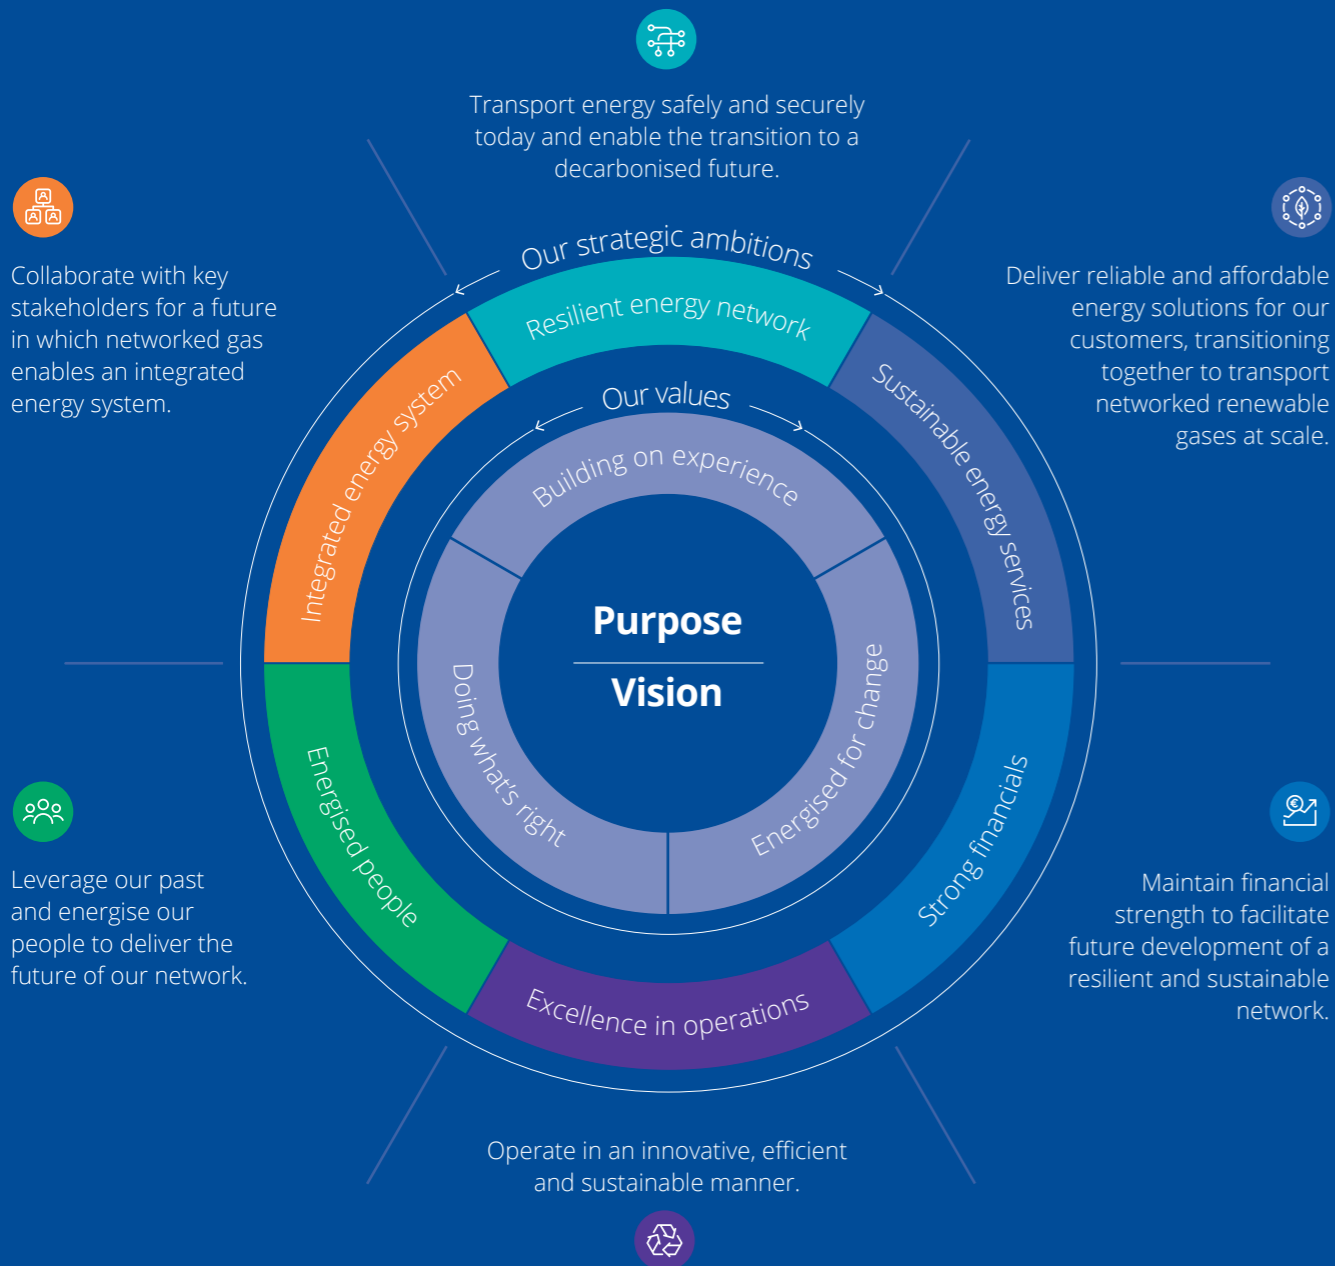 Transport energy safely and securely
today and enable the transition to a
decarbonised future.
Collaborate with key
stakeholders for a future
in which networked gas
enables an integrated
energy system.
Deliver reliable and affordable
energy solutions for our
customers, transitioning
together to transport
networked renewable
gases at scale.
Our strategic ambitions
Resilient energy network
Integrated energy system
Sustainable energy services
Our values
Building on experience
Purpose
Vision
Doing what's right
Energised for change
Energised people
Strong financials
Excellence in operations
Leverage our past
and energise our
people to deliver the
future of our network.
Maintain financial
strength to facilitate
future development of a
resilient and sustainable
network.
Operate in an innovative, efficient
and sustainable manner.